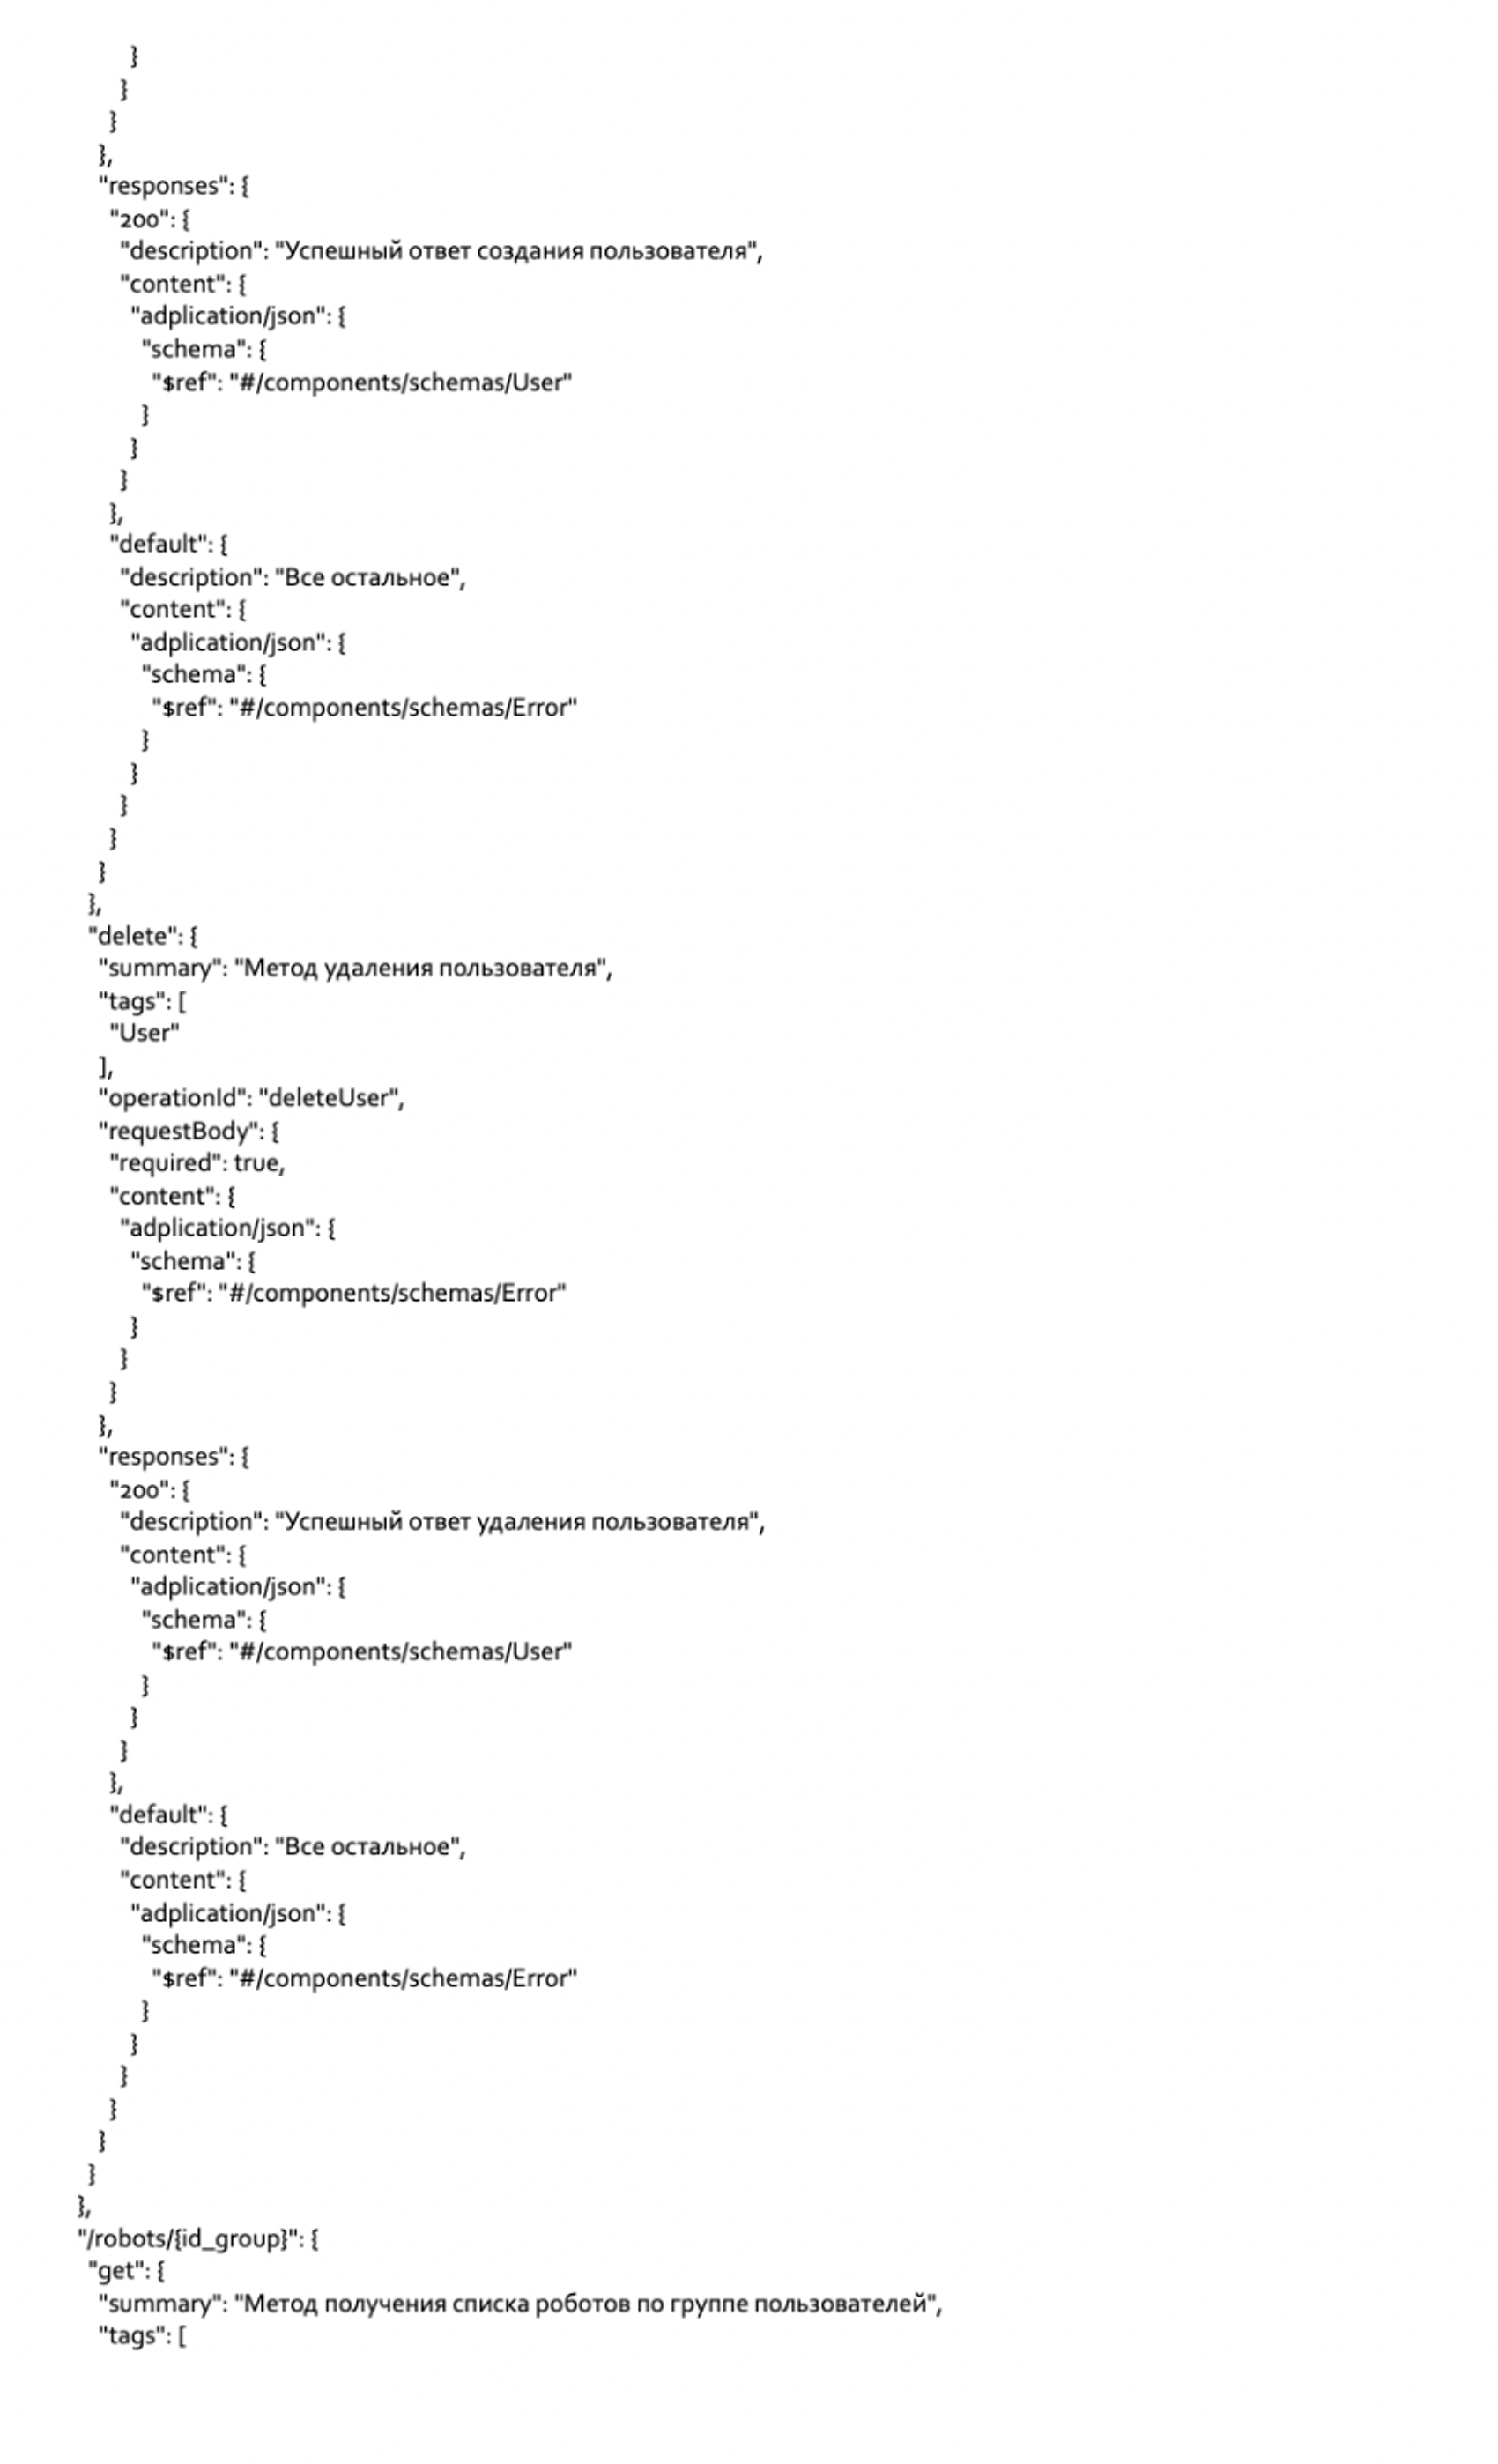 }
}
}
},
"responses": {
"200": {
"description": "Успешный ответ создания пользователя",
"content": {
"adplication/json": {
"schema": {
"$ref": "#/components/schemas/User"
}
}
}
},
"default": {
"description": "Все остальное",
"content": {
"adplication/json": {
"schema": {
"$ref": "#/components/schemas/Error"
}
}
}
}
}
},
"delete": {
"summary": "Метод удаления пользователя",
"tags": [
"User"
],
"operationId": "deleteUser",
"requestBody": {
"required": true,
"content": {
"adplication/json": {
"schema": {
"$ref": "#/components/schemas/Error"
}
}
}
},
"responses": {
"200": {
"description": "Успешный ответ удаления пользователя",
"content": {
"adplication/json": {
"schema": {
"$ref": "#/components/schemas/User"
}
}
}
},
"default": {
"description": "Все остальное",
"content": {
"adplication/json": {
"schema": {
"$ref": "#/components/schemas/Error"
}
}
}
}
}
}
},
"/robots/{id_group}": {
"get": {
"summary": "Метод получения списка роботов по группе пользователей",
"tags": [